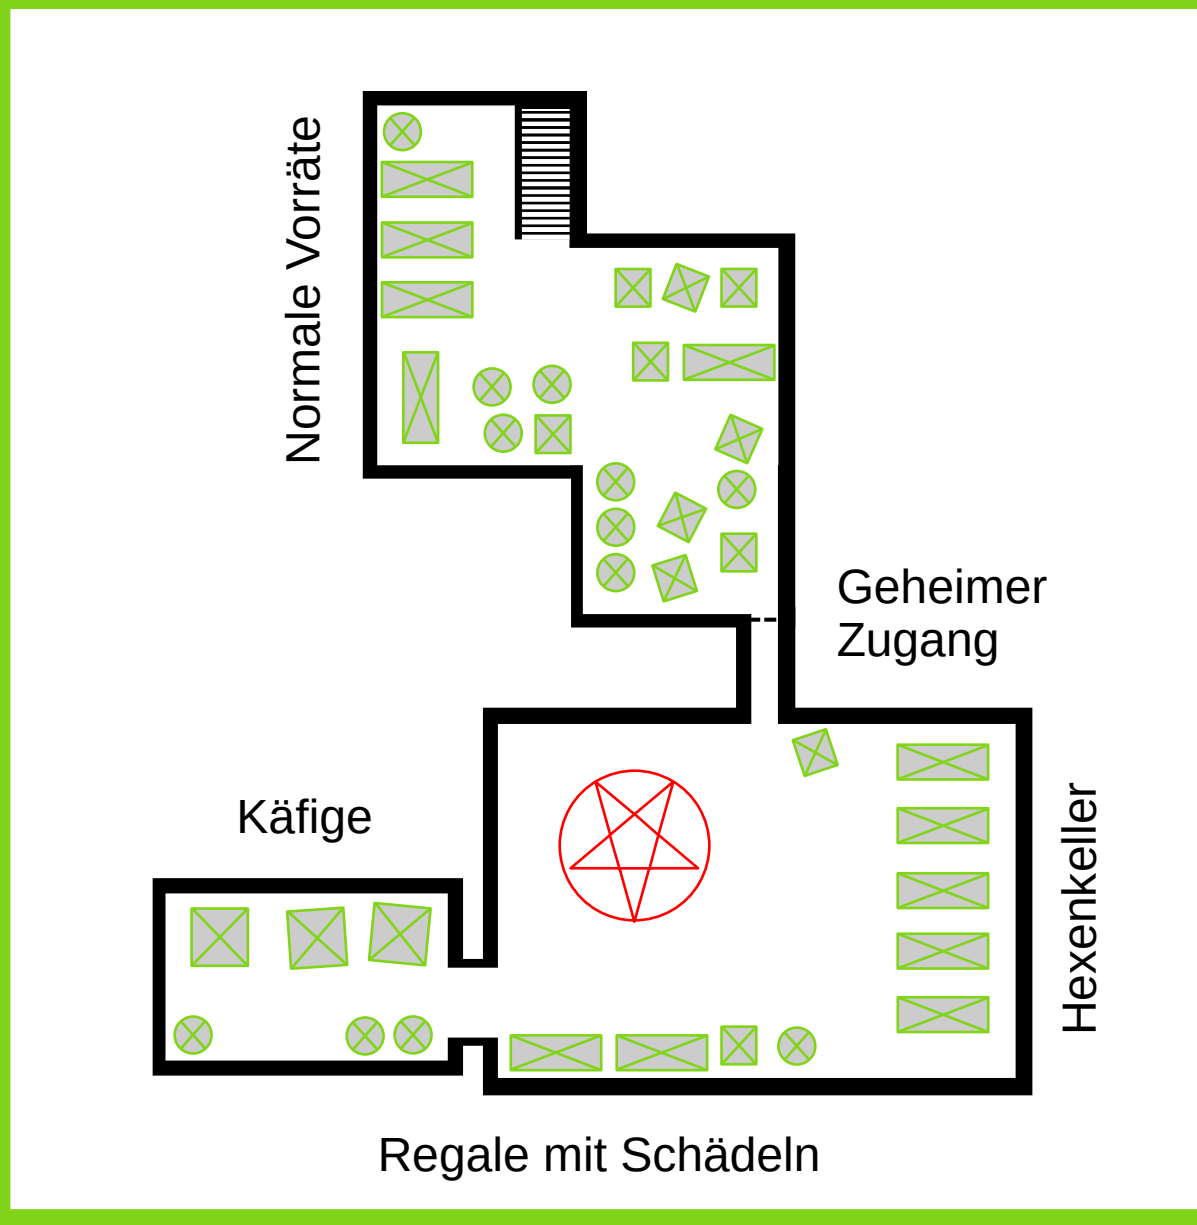 Normale Vorräte
Geheimer
Zugang
Käfige
Hexenkeller
Regale mit Schädeln